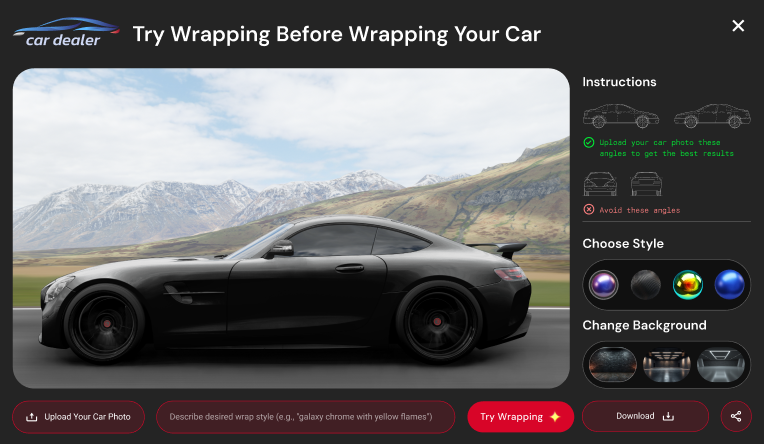 car dealer
Try Wrapping Before Wrapping Your Car
Instructions
Upload your car photo these
angles to get the best results
Avoid these angles
Choose Style
Change Background
Upload Your Car Photo
Describe desired wrap style (e.g., "galaxy chrome with yellow flames")
Try Wrapping
Download